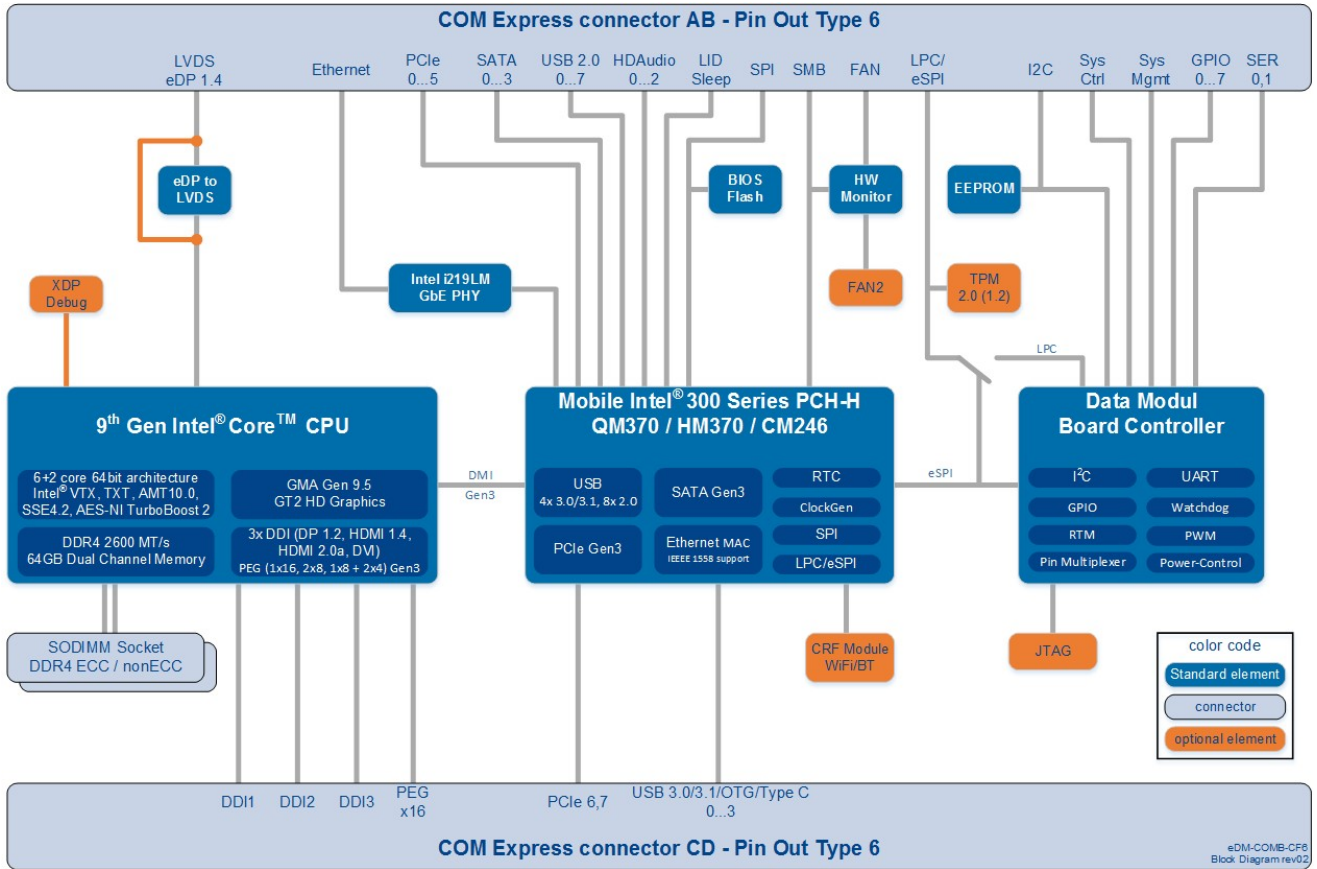 COM Express connector AB - Pin Out Type 6
LVDS
eDP 1.4
Ethernet
PCIe
0...5
SATA
0...3
USB 2.0
0...7
HDAudio
0...2
LID
Sleep
SPI
SMB
FAN
LPC/
eSPI
I2C
Sys
Ctrl
Sys
Mgmt
GPIO
0...7
SER
0,1
eDP to
LVDS
BIOS
Flash
HW
Monitor
EEPROM
XDP
Debug
Intel i219LM
GbE PHY
FAN2
TPM
2.0 (1.2)
LPC
9th Gen Intel® Core™ CPU
6+2 core 64bit architecture
Intel® VTX, TXT, AMT10.0,
SSE4.2, AES-NI TurboBoost 2
GMA Gen 9.5
GT2 HD Graphics
DDR4 2600 MT/s
64GB Dual Channel Memory
3x DDI (DP 1.2, HDMI 1.4,
HDMI 2.0a, DVI)
PEG (1x16, 2x8, 1x8 + 2x4) Gen3
DMI
Gen3
Mobile Intel® 300 Series PCH-H
QM370 / HM370 / CM246
USB
4x 3.0/3.1, 8x 2.0
SATA Gen3
PCIe Gen3
Ethernet MAC
IEEEE 1558 support
RTC
ClockGen
SPI
LPC/eSPI
eSPI
Data Modul
Board Controller
I²C
UART
GPIO
Watchdog
RTM
PWM
Pin Multiplexer
Power-Control
SODIMM Socket
DDR4 ECC / nonECC
CRF Module
WiFi/BT
JTAG
color code
Standard element
connector
optional element
DDI1
DDI2
DDI3
PEG
x16
PCIe 6,7
USB 3.0/3.1/OTG/Type C
0...3
COM Express connector CD - Pin Out Type 6
eDM-COMB-CF6
Block Diagram rev02